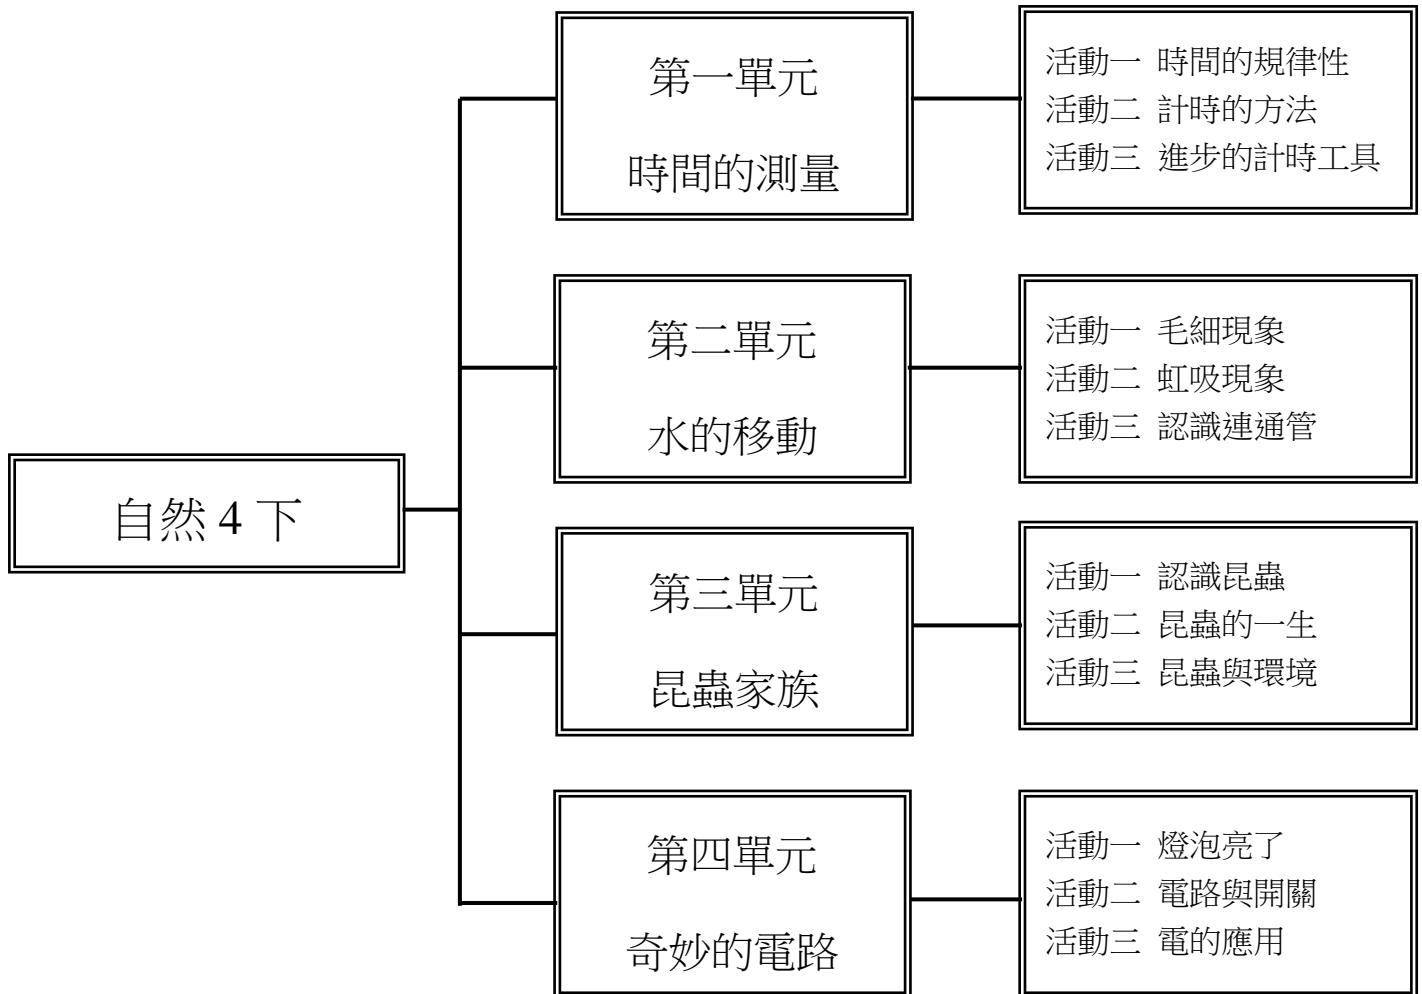 自然 4 下
第一單元
時間的測量
活動一 時間的規律性
活動二 計時的方法
活動三 進步的計時工具
第二單元
水的移動
活動一 毛細現象
活動二 虹吸現象
活動三 認識連通管
第三單元
昆蟲家族
活動一 認識昆蟲
活動二 昆蟲的一生
活動三 昆蟲與環境
第四單元
奇妙的電路
活動一 燈泡亮了
活動二 電路與開關
活動三 電的應用